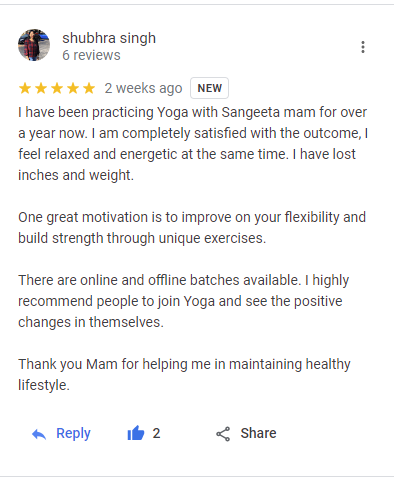 shubhra singh
6 reviews
2 weeks ago NEW
I have been practicing Yoga with Sangeeta mam for over
a year now. I am completely satisfied with the outcome, I
feel relaxed and energetic at the same time. I have lost
inches and weight.
One great motivation is to improve on your flexibility and
build strength through unique exercises.
There are online and offline batches available. I highly
recommend people to join Yoga and see the positive
changes in themselves.
Thank you Mam for helping me in maintaining healthy
lifestyle.
Reply 2 Share